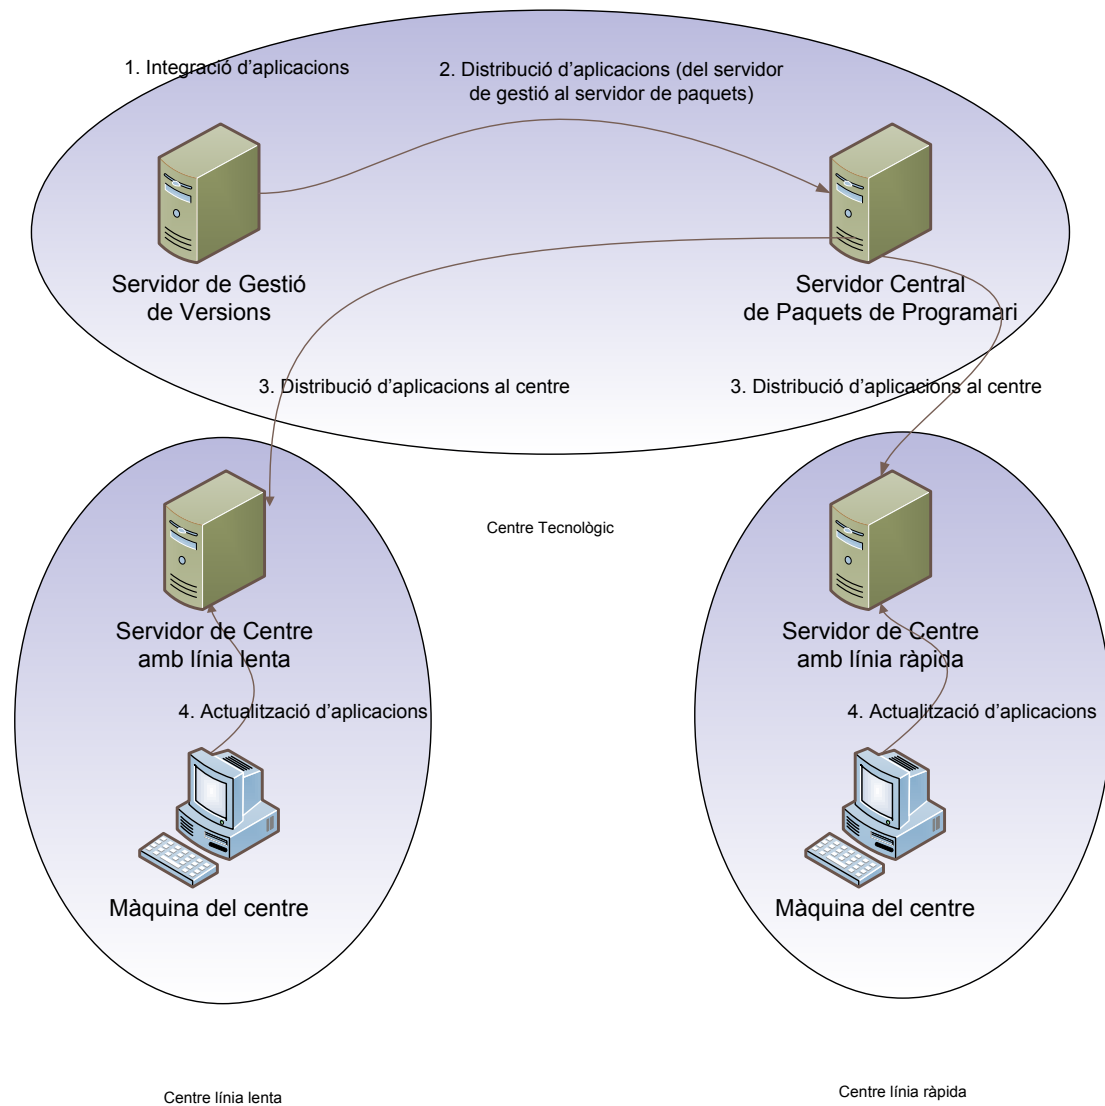 1. Integració d'aplicacions
2. Distribució d'aplicacions (del servidor
de gestió al servidor de paquets)
Servidor de Gestió
de Versions
Servidor Central
de Paquets de Programari
3. Distribució d'aplicacions al centre
3. Distribució d'aplicacions al centre
Centre Tecnològic
Servidor de Centre
amb línia lenta
Servidor de Centre
amb línia ràpida
4. Actualització d'aplicacions
4. Actualització d'aplicacions
Màquina del centre
Màquina del centre
Centre línia lenta
Centre línia ràpida